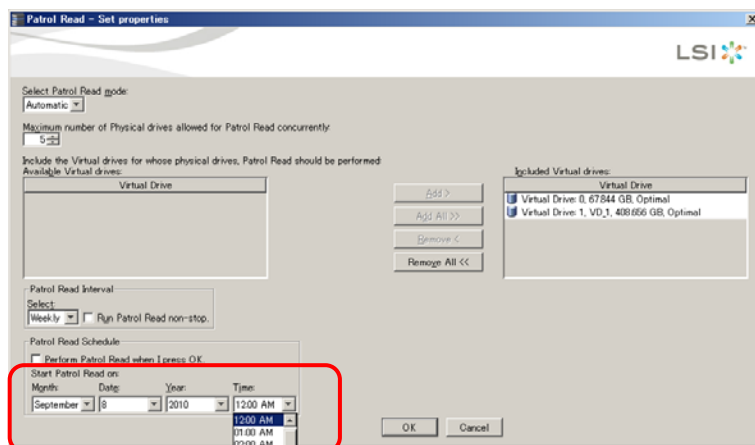 Patrol Read – Set properties
LSI
Select Patrol Read mode:
Automatic
Maximum number of Physical drives allowed for Patrol Read concurrently
5
Include the Virtual drives for whose physical drives, Patrol Read should be performed
Available Virtual drives:
Virtual Drive
Add >
Add All >>
Remove <
Remove All <<
Included Virtual drives:
Virtual Drive
Virtual Drive: 0, 67.844 GB, Optimal
Virtual Drive: 1, VD_1, 408.656 GB, Optimal
Patrol Read Interval
Select:
Weekly
Run Patrol Read non-stop.
Patrol Read Schedule
Perform Patrol Read when I press OK.
Start Patrol Read on:
Month: Date: Year: Time:
September 8 2010 12:00 AM
12:00 AM
01:00 AM
02:00 AM
OK Cancel